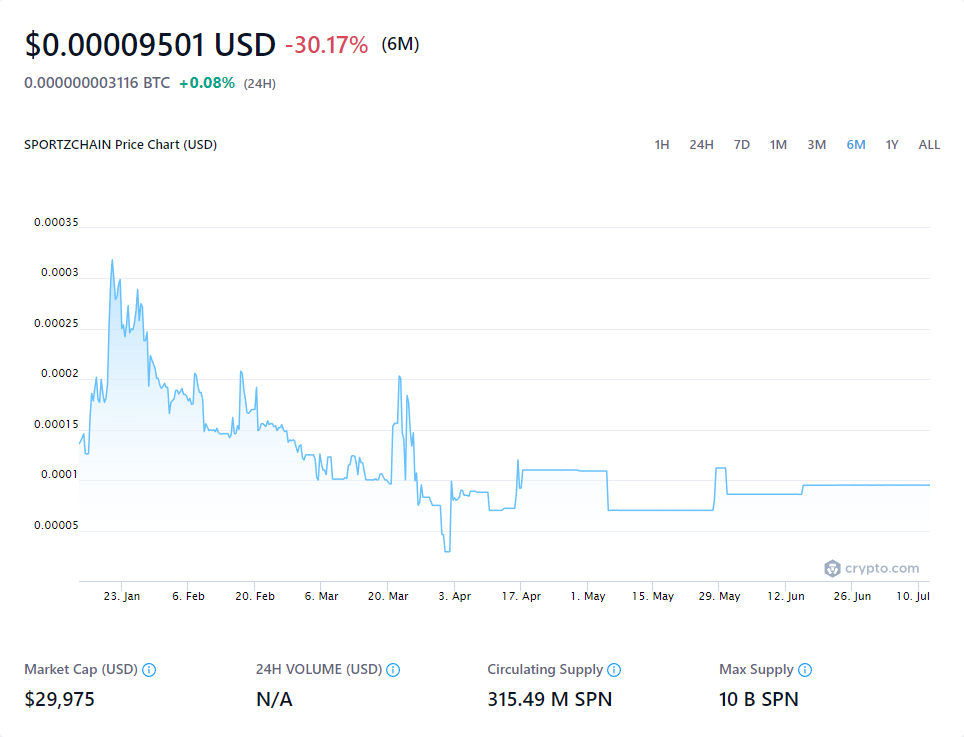 $0.00009501 USD -30.17% (6M)
0.000000003116 BTC +0.08% (24H)
SPORTZCHAIN Price Chart (USD) 1H 24H 7D 1M 3M 6M 1Y ALL
0.00035
0.0003
0.00025
0.0002
0.00015
0.0001
0.00005
crypto.com
23. Jan 6. Feb 20. Feb 6. Mar 20. Mar 3. Apr 17. Apr 1. May 15. May 29. May 12. Jun 26. Jun 10. Jul
Market Cap (USD) 24H VOLUME (USD) Circulating Supply Max Supply
$29,975 N/A 315.49 M SPN 10 B SPN